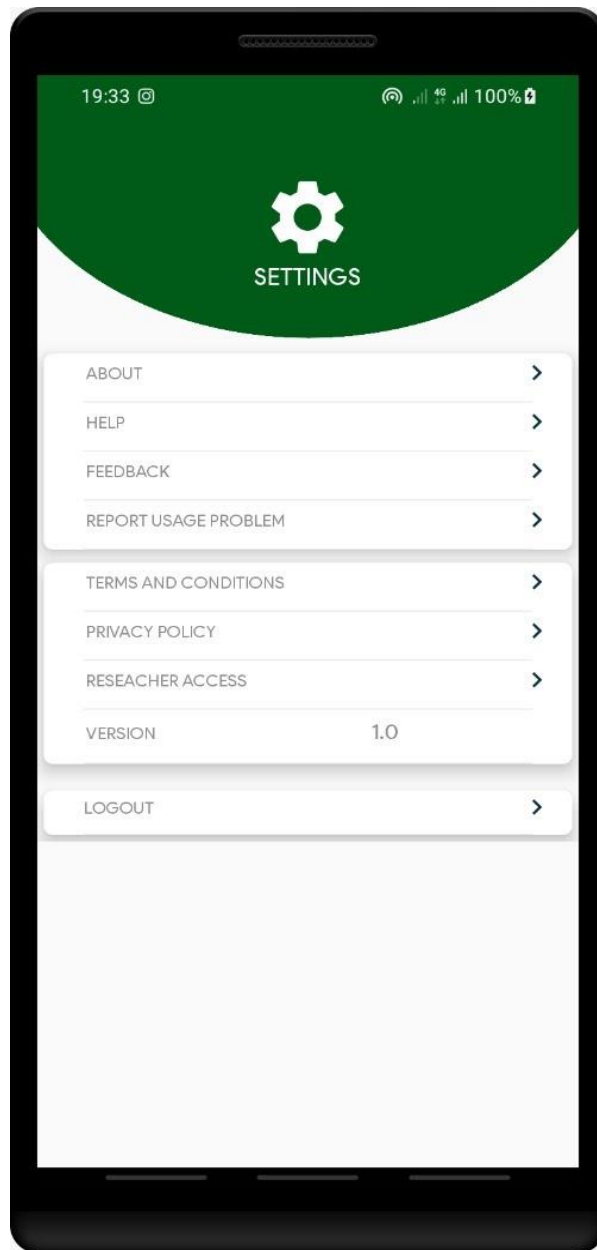 19:33
4G
100%
SETTINGS
ABOUT
HELP
FEEDBACK
REPORT USAGE PROBLEM
TERMS AND CONDITIONS
PRIVACY POLICY
RESEACHER ACCESS
VERSION 1.0
LOGOUT